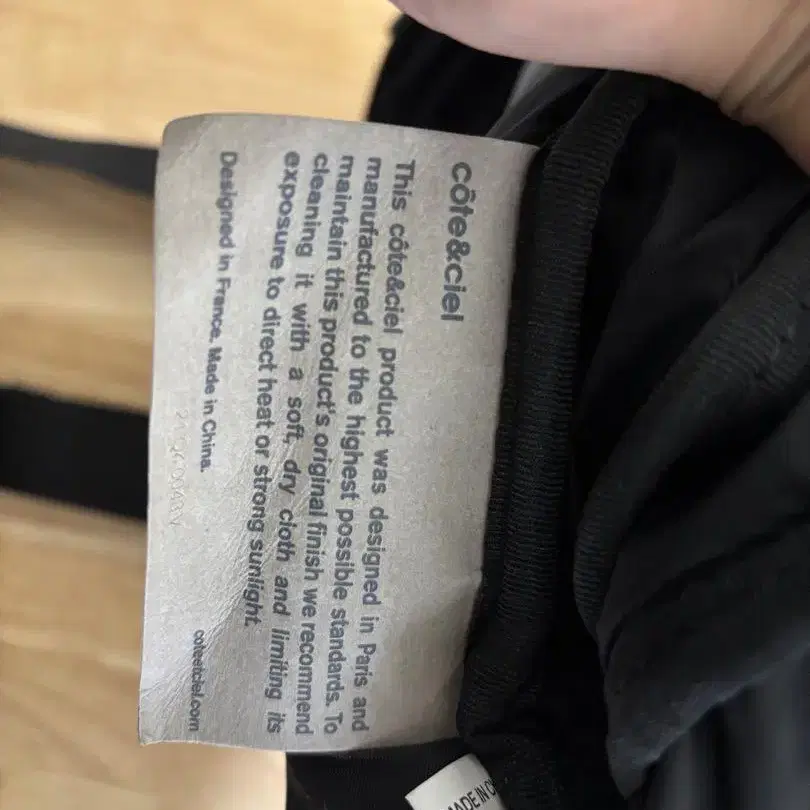 côte&ciel
This côte&ciel product was designed in Paris and
manufactured to the highest possible standards. To
maintain this product's original finish we recommend
cleaning it with a soft, dry cloth and limiting its
exposure to direct heat or strong sunlight.
Designed in France. Made in China.
coteetciel.com
MADE IN